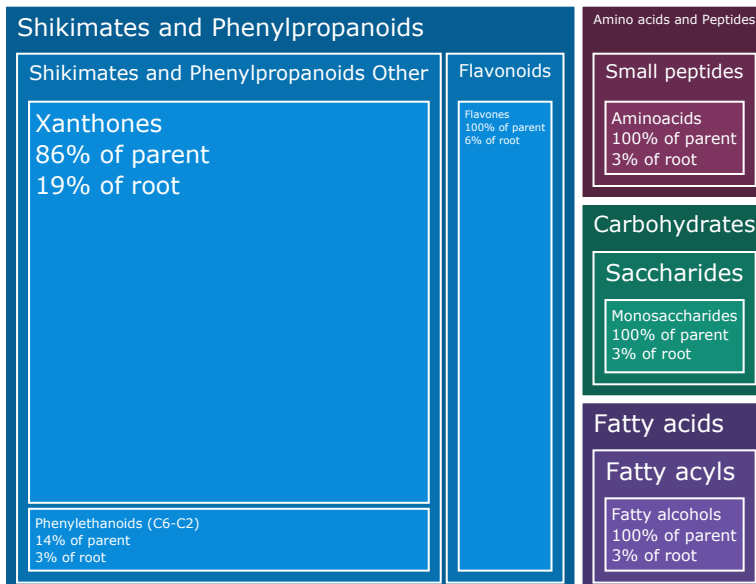 Shikimates and Phenylpropanoids
Shikimates and Phenylpropanoids Other
Xanthones
86% of parent
19% of root
Phenylethanoids (C6-C2)
14% of parent
3% of root
Flavonoids
Flavones
100% of parent
6% of root
Amino acids and Peptides
Small peptides
Aminoacids
100% of parent
3% of root
Carbohydrates
Saccharides
Monosaccharides
100% of parent
3% of root
Fatty acids
Fatty acyls
Fatty alcohols
100% of parent
3% of root